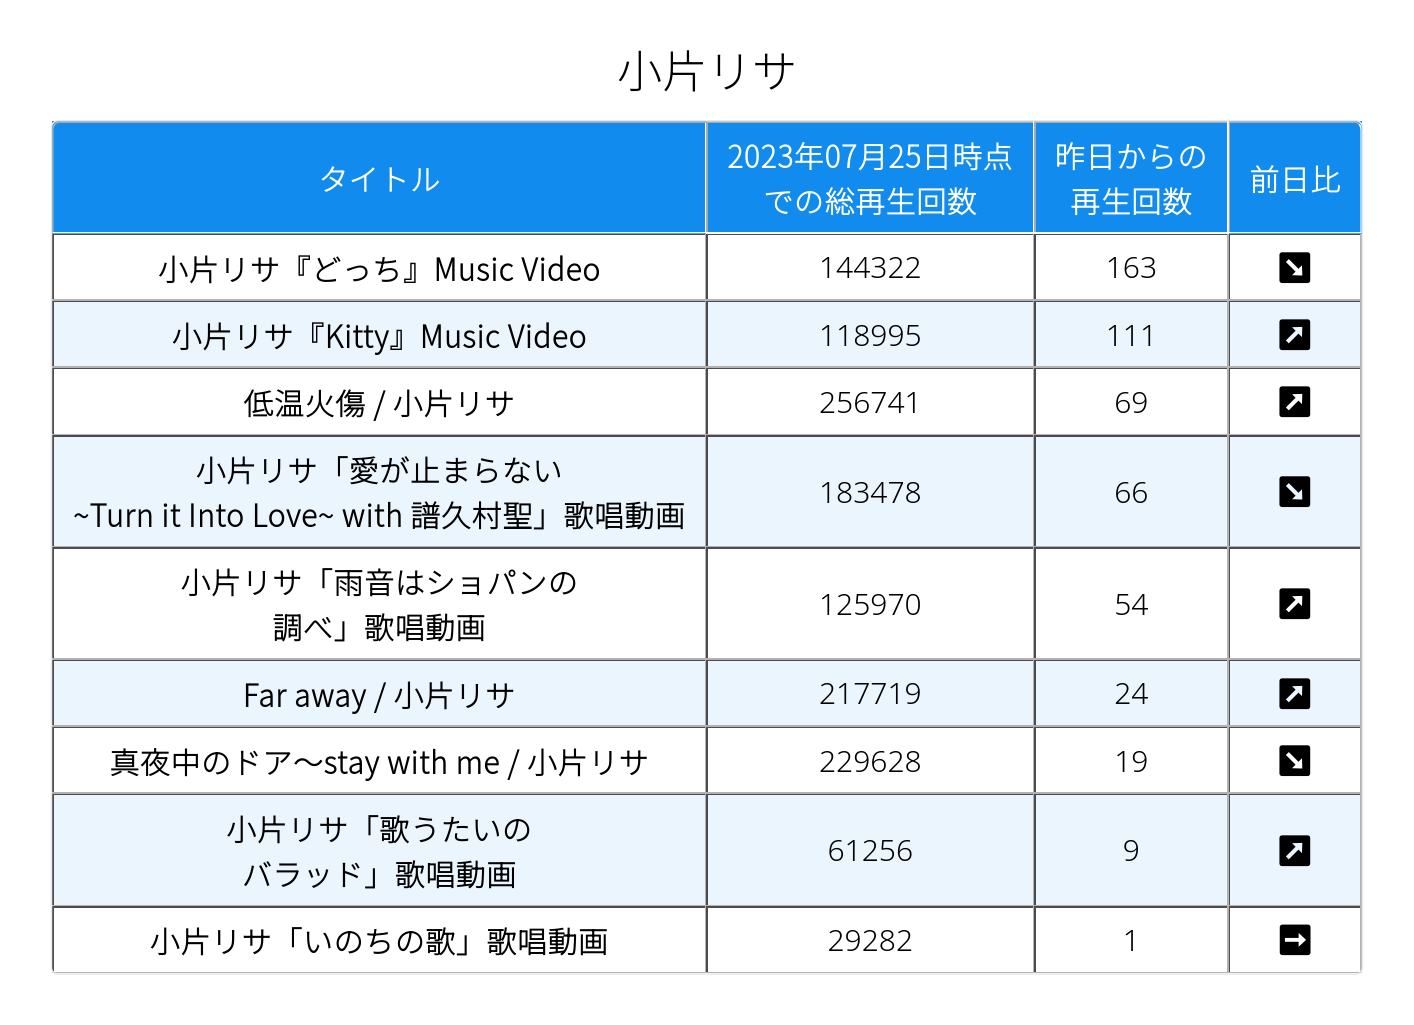 小片リサ
タイトル
2023年07月25日時点
での総再生回数
昨日からの
再生回数
前日比
小片リサ『どっち』Music Video
144322
163
小片リサ『Kitty』Music Video
118995
111
低温火傷 / 小片リサ
256741
69
小片リサ「愛が止まらない
~Turn it Into Love~ with 譜久村聖」歌唱動画
183478
66
小片リサ「雨音はショパンの
調べ」歌唱動画
125970
54
Far away / 小片リサ
217719
24
真夜中のドア〜stay with me / 小片リサ
229628
19
小片リサ「歌うたいの
バラッド」歌唱動画
61256
9
小片リサ「いのちの歌」歌唱動画
29282
1